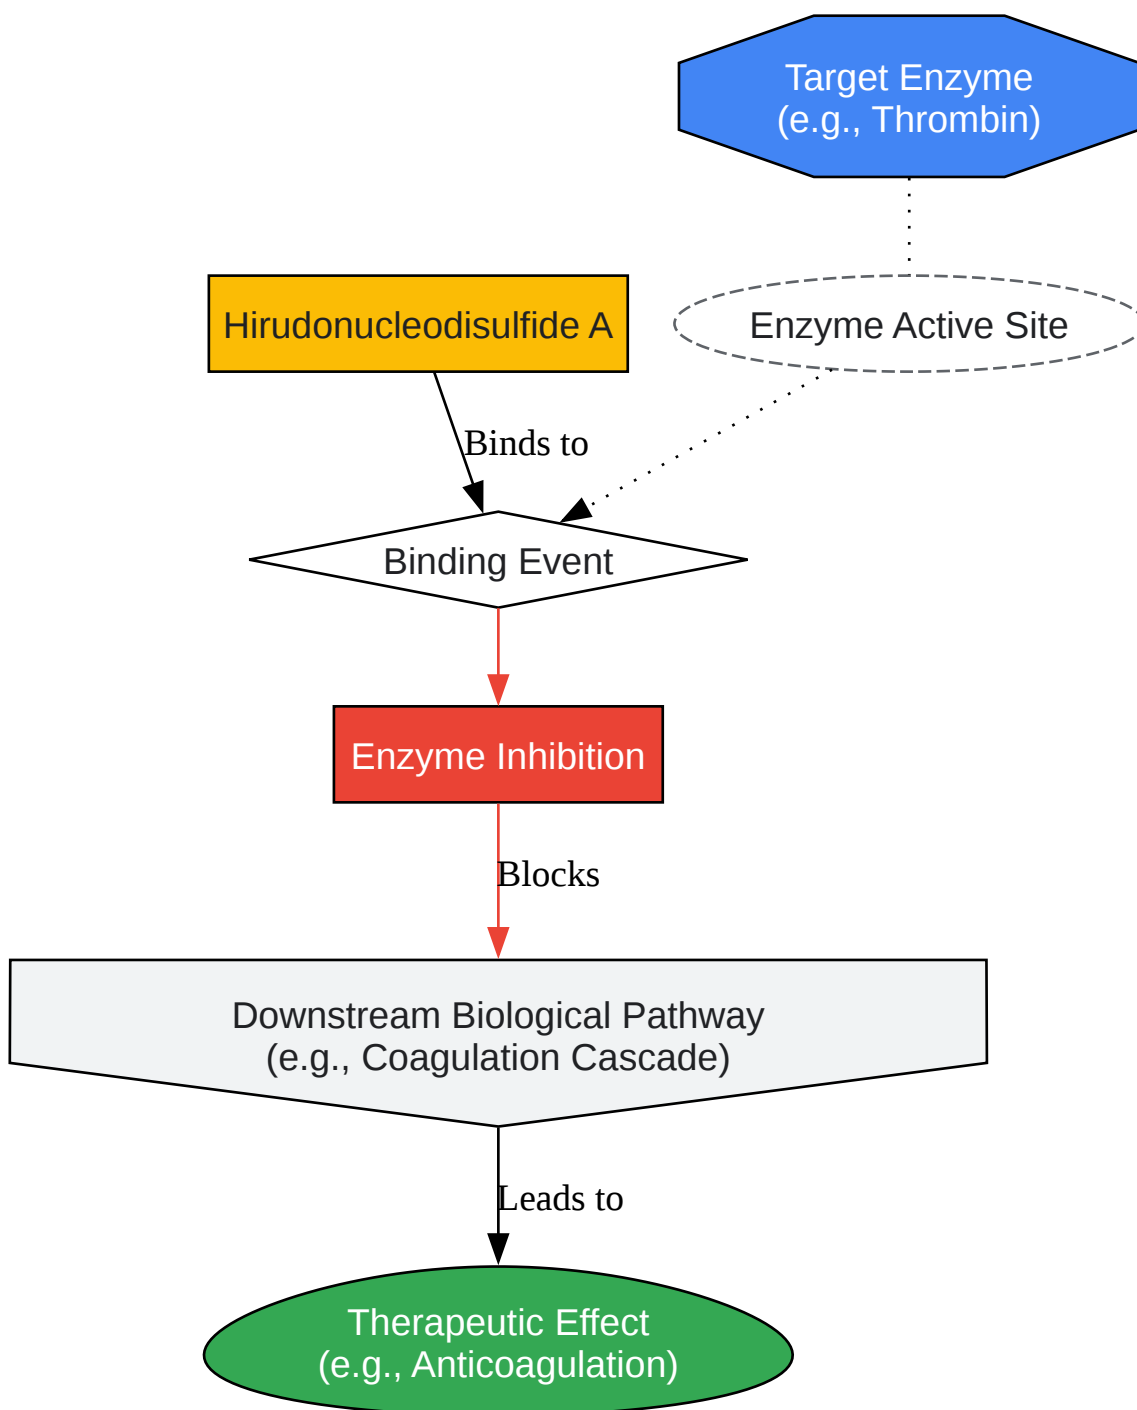 Target Enzyme
(e.g., Thrombin)
Hirudonucleodisulfide A
Enzyme Active Site
Binds to
Binding Event
Enzyme Inhibition
Blocks
Downstream Biological Pathway
(e.g., Coagulation Cascade)
Leads to
Therapeutic Effect
(e.g., Anticoagulation)